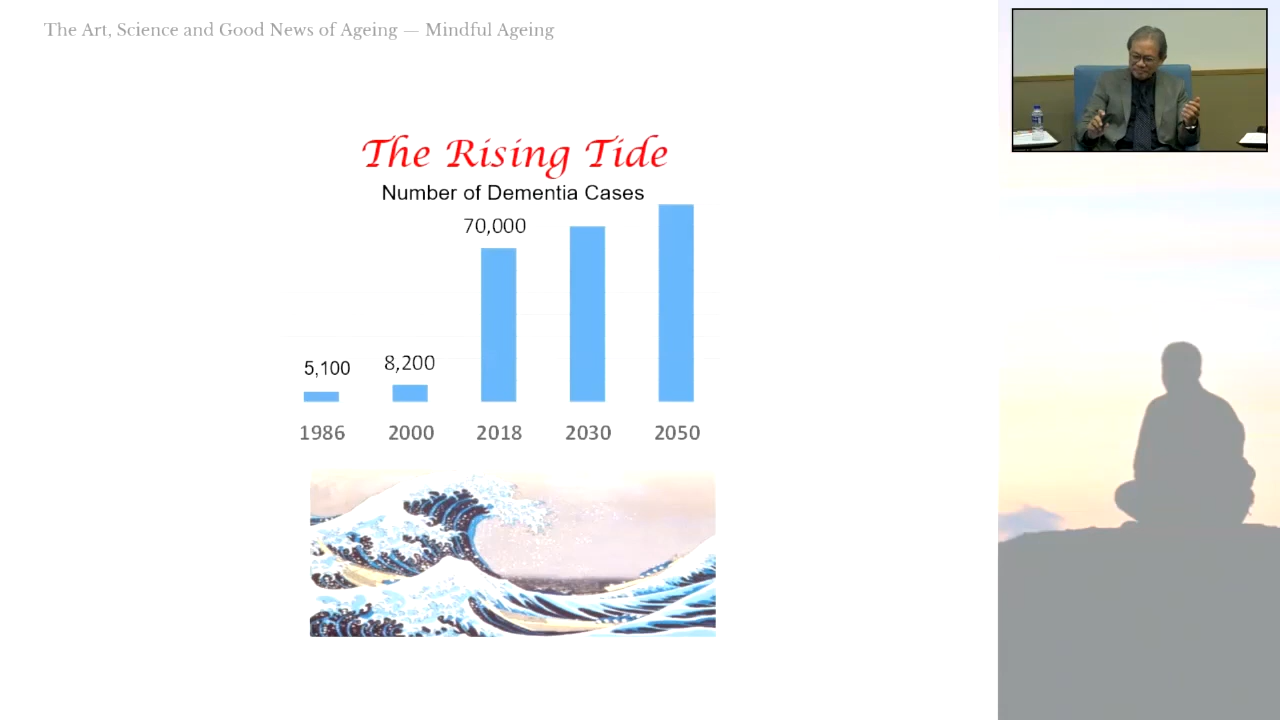 The Art, Science and Good News of Ageing — Mindful Ageing
The Rising Tide
Number of Dementia Cases
70,000
5,100
8,200
1986 2000 2018 2030 2050